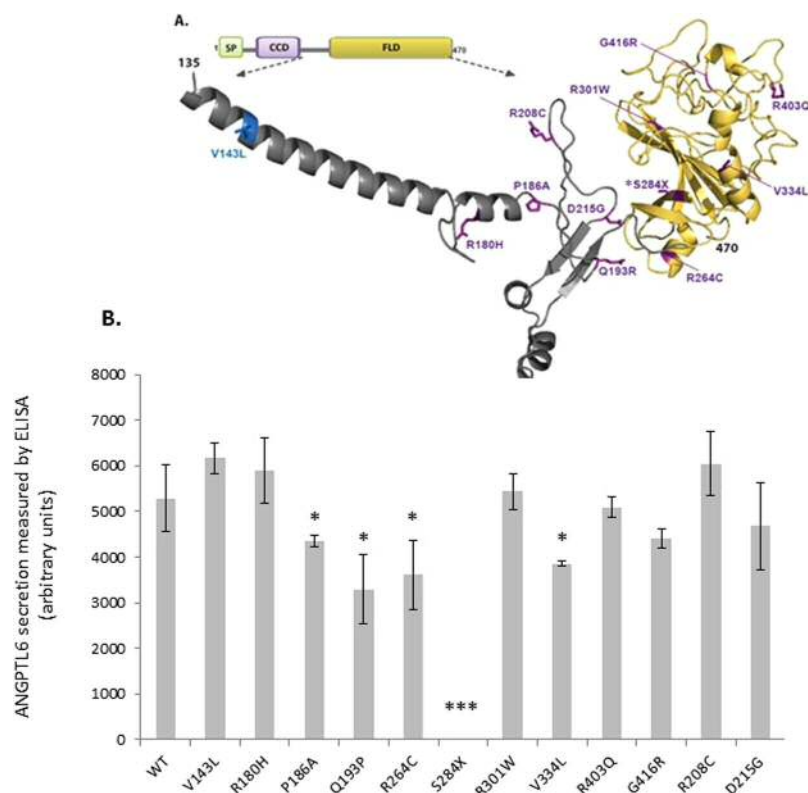 A.
1 SP CCD FLD 470
135
V143L
R180H
R208C
P186A
D215G
Q193R
G416R
R301W
R403Q
*S284X
V334L
470
R264C
B.
ANGPTL6 secretion measured by ELISA
(arbitrary units)
8000
7000
6000
5000
4000
3000
2000
1000
0
* * * *** *
WT V143L R180H P186A Q193P R264C S284X R301W V334L R403Q G416R R208C D215G